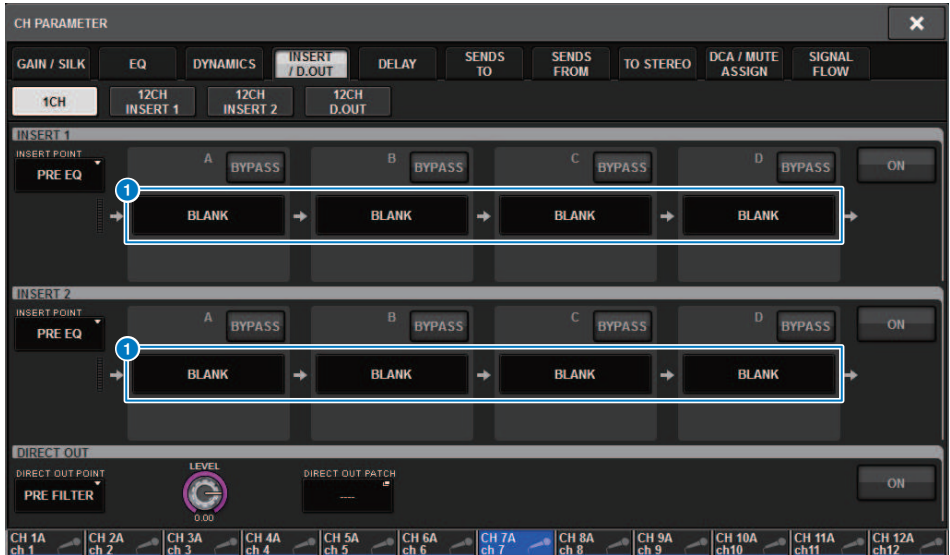 CH PARAMETER
GAIN / SILK EQ DYNAMICS INSERT / D.OUT DELAY SENDS TO SENDS FROM TO STEREO DCA / MUTE ASSIGN SIGNAL FLOW
1CH 12CH INSERT 1 12CH INSERT 2 12CH D.OUT
INSERT 1
INSERT POINT
PRE EQ
A BYPASS B BYPASS C BYPASS D BYPASS ON
1
BLANK BLANK BLANK BLANK
INSERT 2
INSERT POINT
PRE EQ
A BYPASS B BYPASS C BYPASS D BYPASS ON
1
BLANK BLANK BLANK BLANK
DIRECT OUT
DIRECT OUT POINT LEVEL DIRECT OUT PATCH
PRE FILTER ---- ON
0.00
CH 1A CH 2A CH 3A CH 4A CH 5A CH 6A CH 7A CH 8A CH 9A CH 10A CH 11A CH 12A
ch 1 ch 2 ch 3 ch 4 ch 5 ch 6 ch 7 ch 8 ch 9 ch10 ch11 ch12